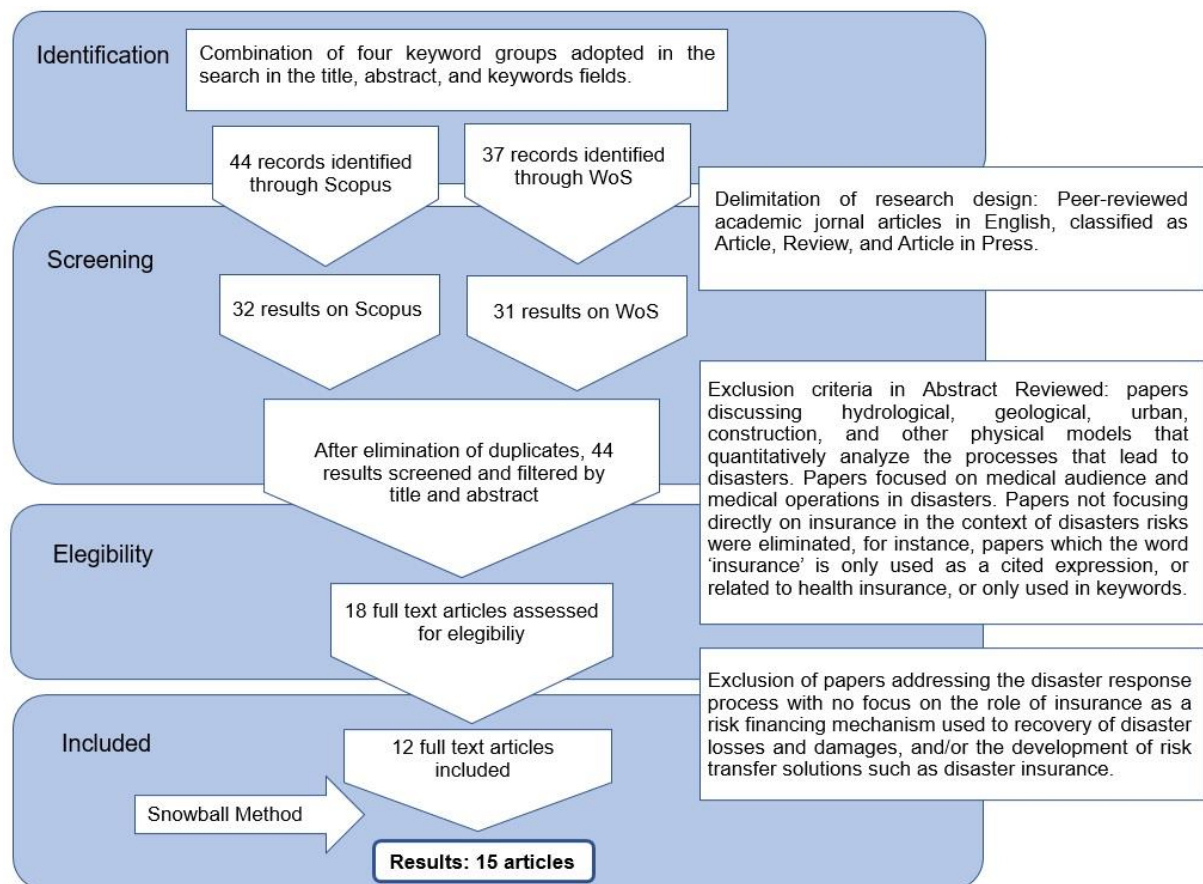 Identification
Combination of four keyword groups adopted in the
search in the title, abstract, and keywords fields.
44 records identified
through Scopus
37 records identified
through WoS
Delimitation of research design: Peer-reviewed
academic jornal articles in English, classified as
Article, Review, and Article in Press.
Screening
32 results on Scopus
31 results on WoS
After elimination of duplicates, 44
results screened and filtered by
title and abstract
Exclusion criteria in Abstract Reviewed: papers
discussing hydrological, geological, urban,
construction, and other physical models that
quantitatively analyze the processes that lead to
disasters. Papers focused on medical audience and
medical operations in disasters. Papers not focusing
directly on insurance in the context of disasters risks
were eliminated, for instance, papers which the word
‘insurance’ is only used as a cited expression, or
related to health insurance, or only used in keywords.
Elegibility
18 full text articles assessed
for elegibiliy
Exclusion of papers addressing the disaster response
process with no focus on the role of insurance as a
risk financing mechanism used to recovery of disaster
losses and damages, and/or the development of risk
transfer solutions such as disaster insurance.
Included
12 full text articles
included
Snowball Method
Results: 15 articles